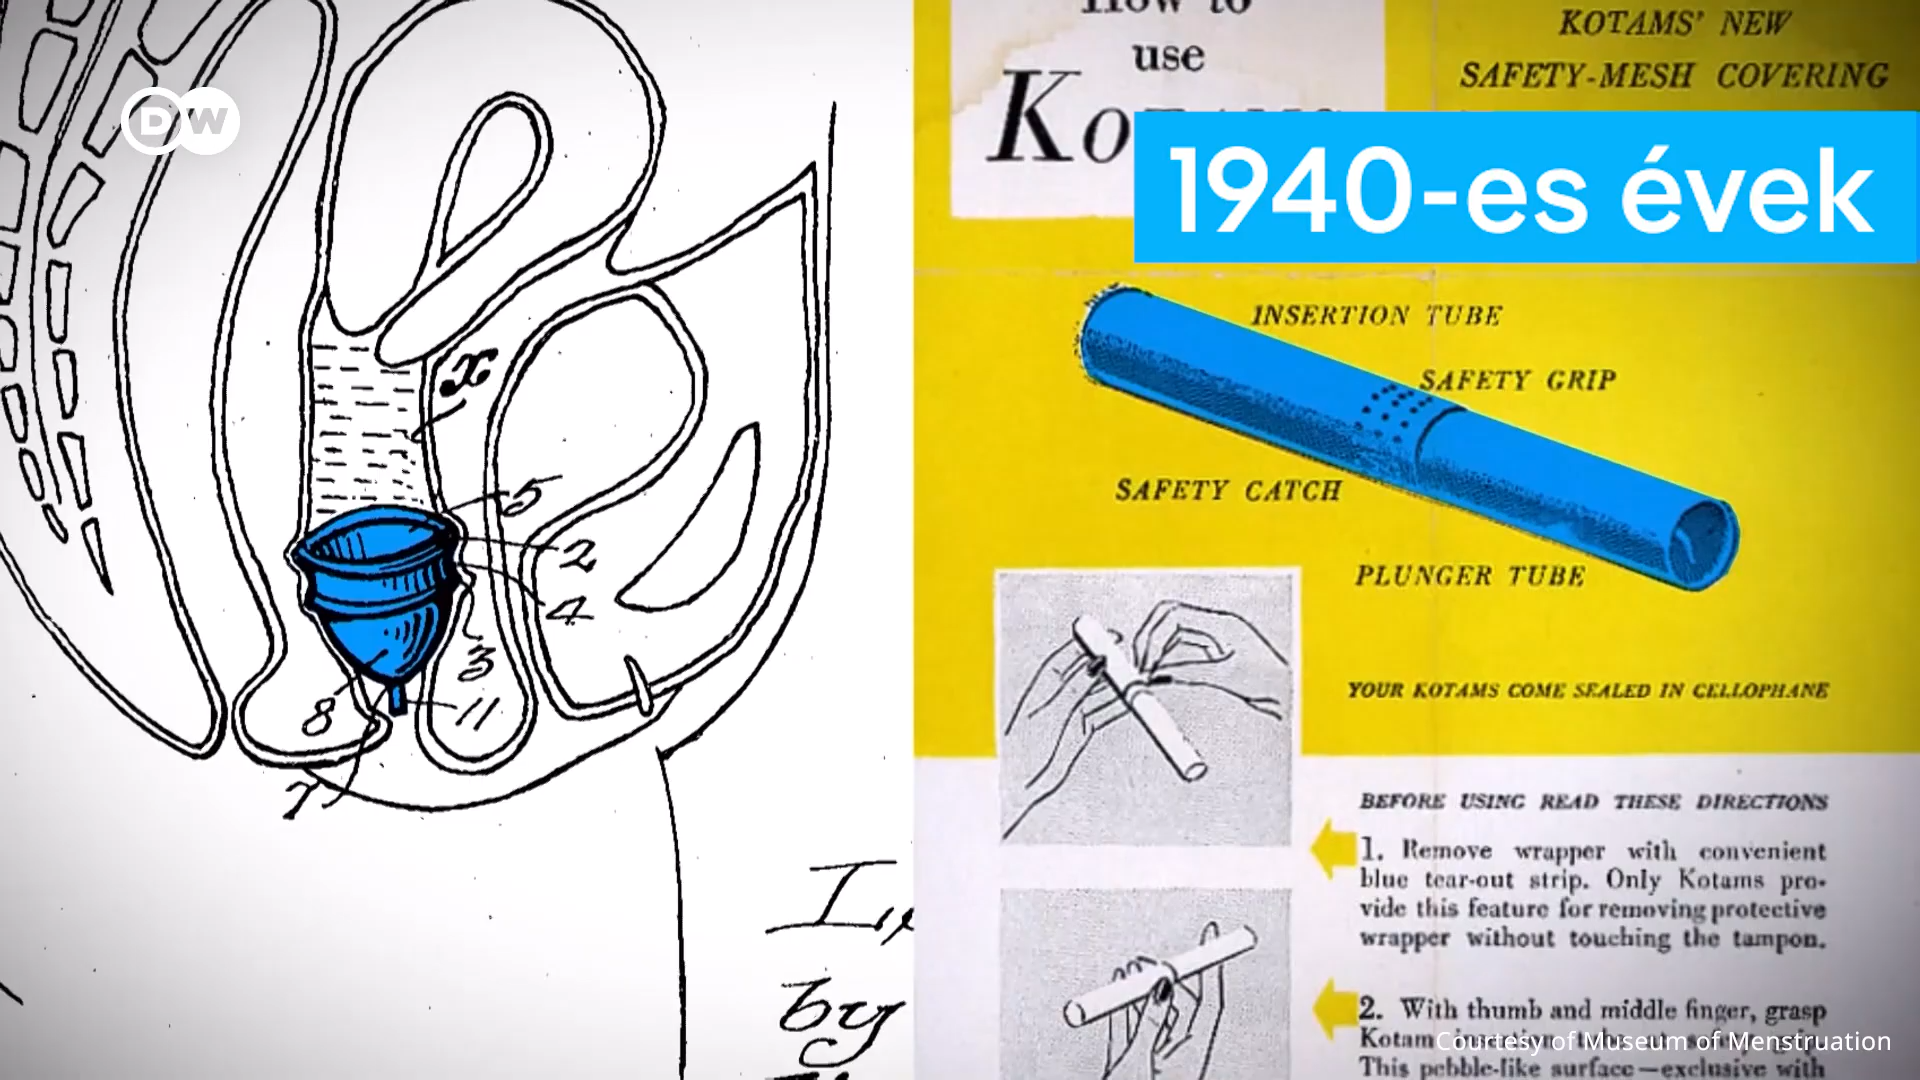 DW
1940-es évek
How to
use
KOTAMS' NEW
SAFETY-MESH COVERING
INSERTION TUBE
SAFETY GRIP
SAFETY CATCH
PLUNGER TUBE
YOUR KOTAMS COME SEALED IN CELLOPHANE
BEFORE USING READ THESE DIRECTIONS
1. Remove wrapper with convenient
blue tear-out strip. Only Kotams pro-
vide this feature for removing protective
wrapper without touching the tampon.
2. With thumb and middle finger, grasp
Kotam
This pebble-like surface—exclusive with
Courtesy of Museum of Menstruation
x
5
2
4
3
8
11
7
by